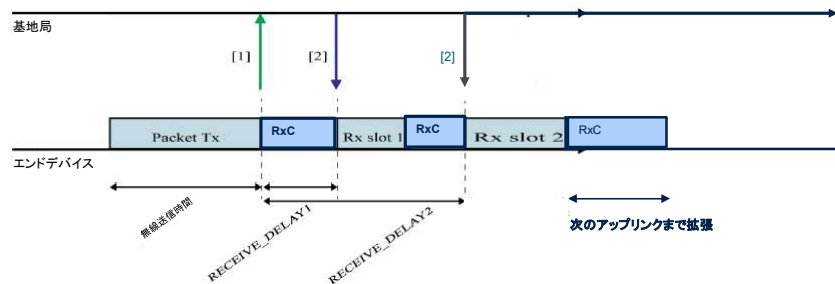 基地局
[1]
[2]
[2]
Packet Tx
RxC
Rx slot 1
RxC
Rx slot 2
RxC
エンドデバイス
無線送信時間
RECEIVE_DELAY1
RECEIVE_DELAY2
次のアップリンクまで拡張